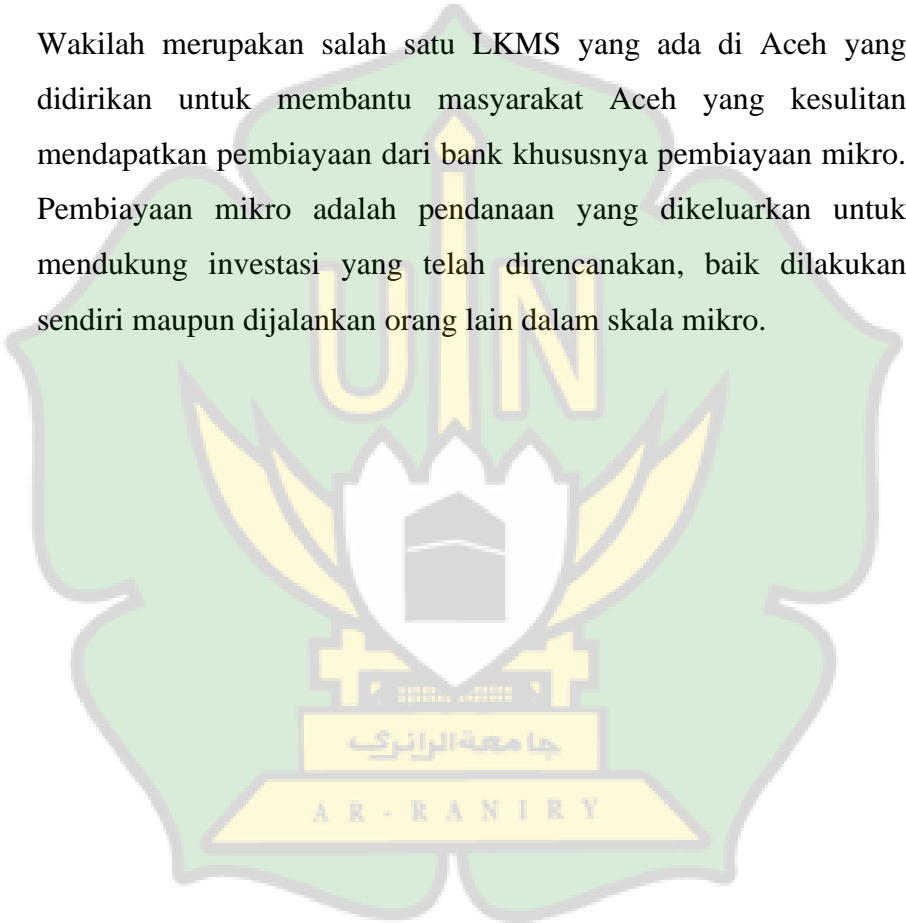 Wakilah merupakan salah satu LKMS yang ada di Aceh yang
didirikan untuk membantu masyarakat Aceh yang kesulitan
mendapatkan pembiayaan dari bank khususnya pembiayaan mikro.
Pembiayaan mikro adalah pendanaan yang dikeluarkan untuk
mendukung investasi yang telah direncanakan, baik dilakukan
sendiri maupun dijalankan orang lain dalam skala mikro.
UIN
جامعة الرانري
AR-RANIRY